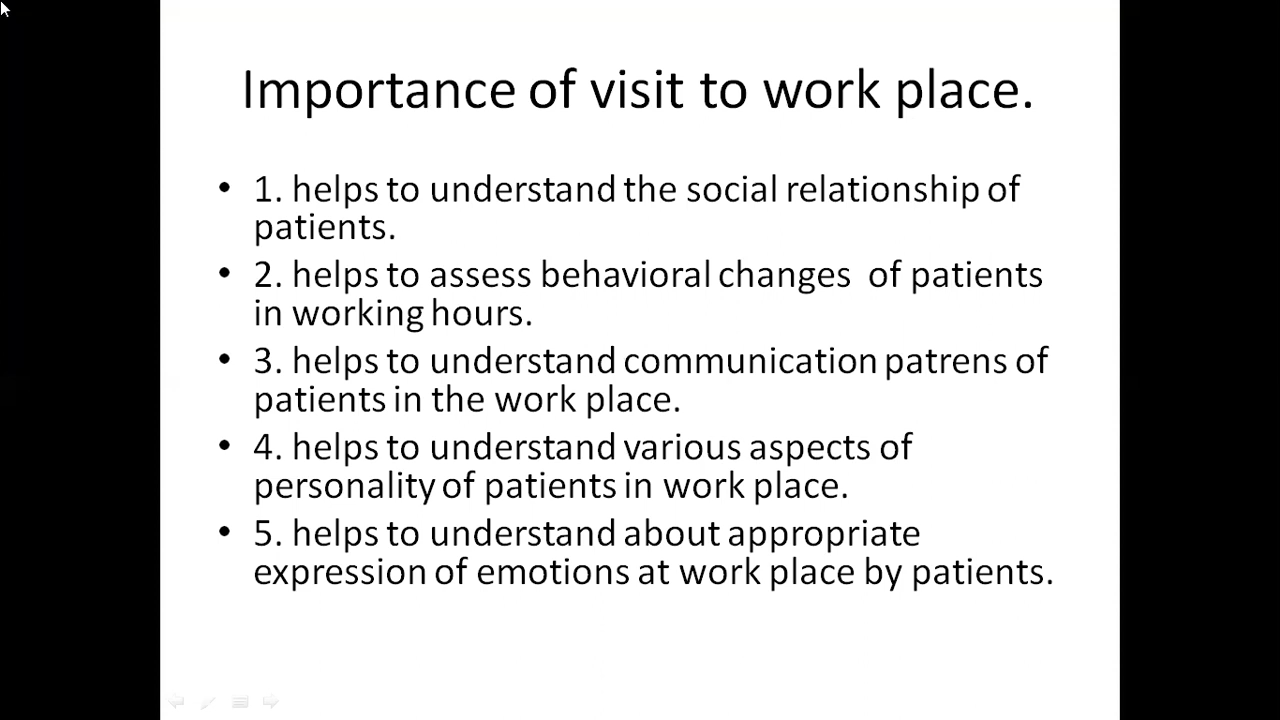 Importance of visit to work place.
• 1. helps to understand the social relationship of
patients.
• 2. helps to assess behavioral changes  of patients
in working hours.
• 3. helps to understand communication patrens of
patients in the work place.
• 4. helps to understand various aspects of
personality of patients in work place.
• 5. helps to understand about appropriate
expression of emotions at work place by patients.